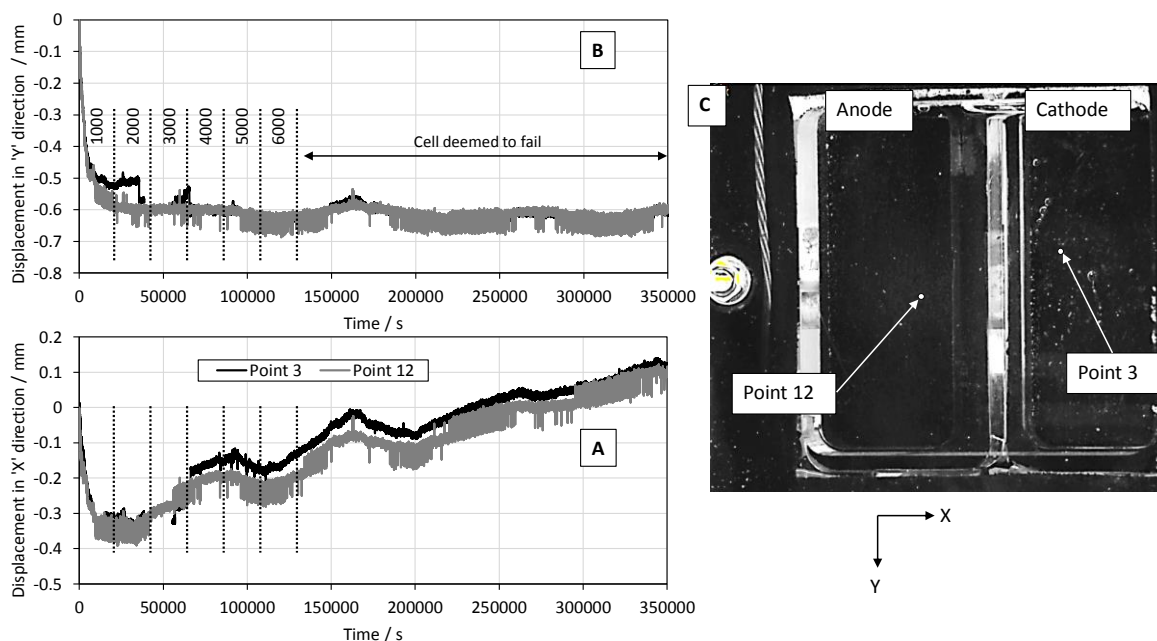 B
Displacement in 'Y' direction / mm
0
-0.1
-0.2
-0.3
-0.4
-0.5
-0.6
-0.7
-0.8
1000
2000
3000
4000
5000
6000
Cell deemed to fail
0 50000 100000 150000 200000 250000 300000 350000
Time / s
A
Displacement in 'X' direction / mm
0.2
0.1
0
-0.1
-0.2
-0.3
-0.4
-0.5
Point 3 Point 12
0 50000 100000 150000 200000 250000 300000 350000
Time / s
C
Anode
Cathode
Point 12
Point 3
X
Y